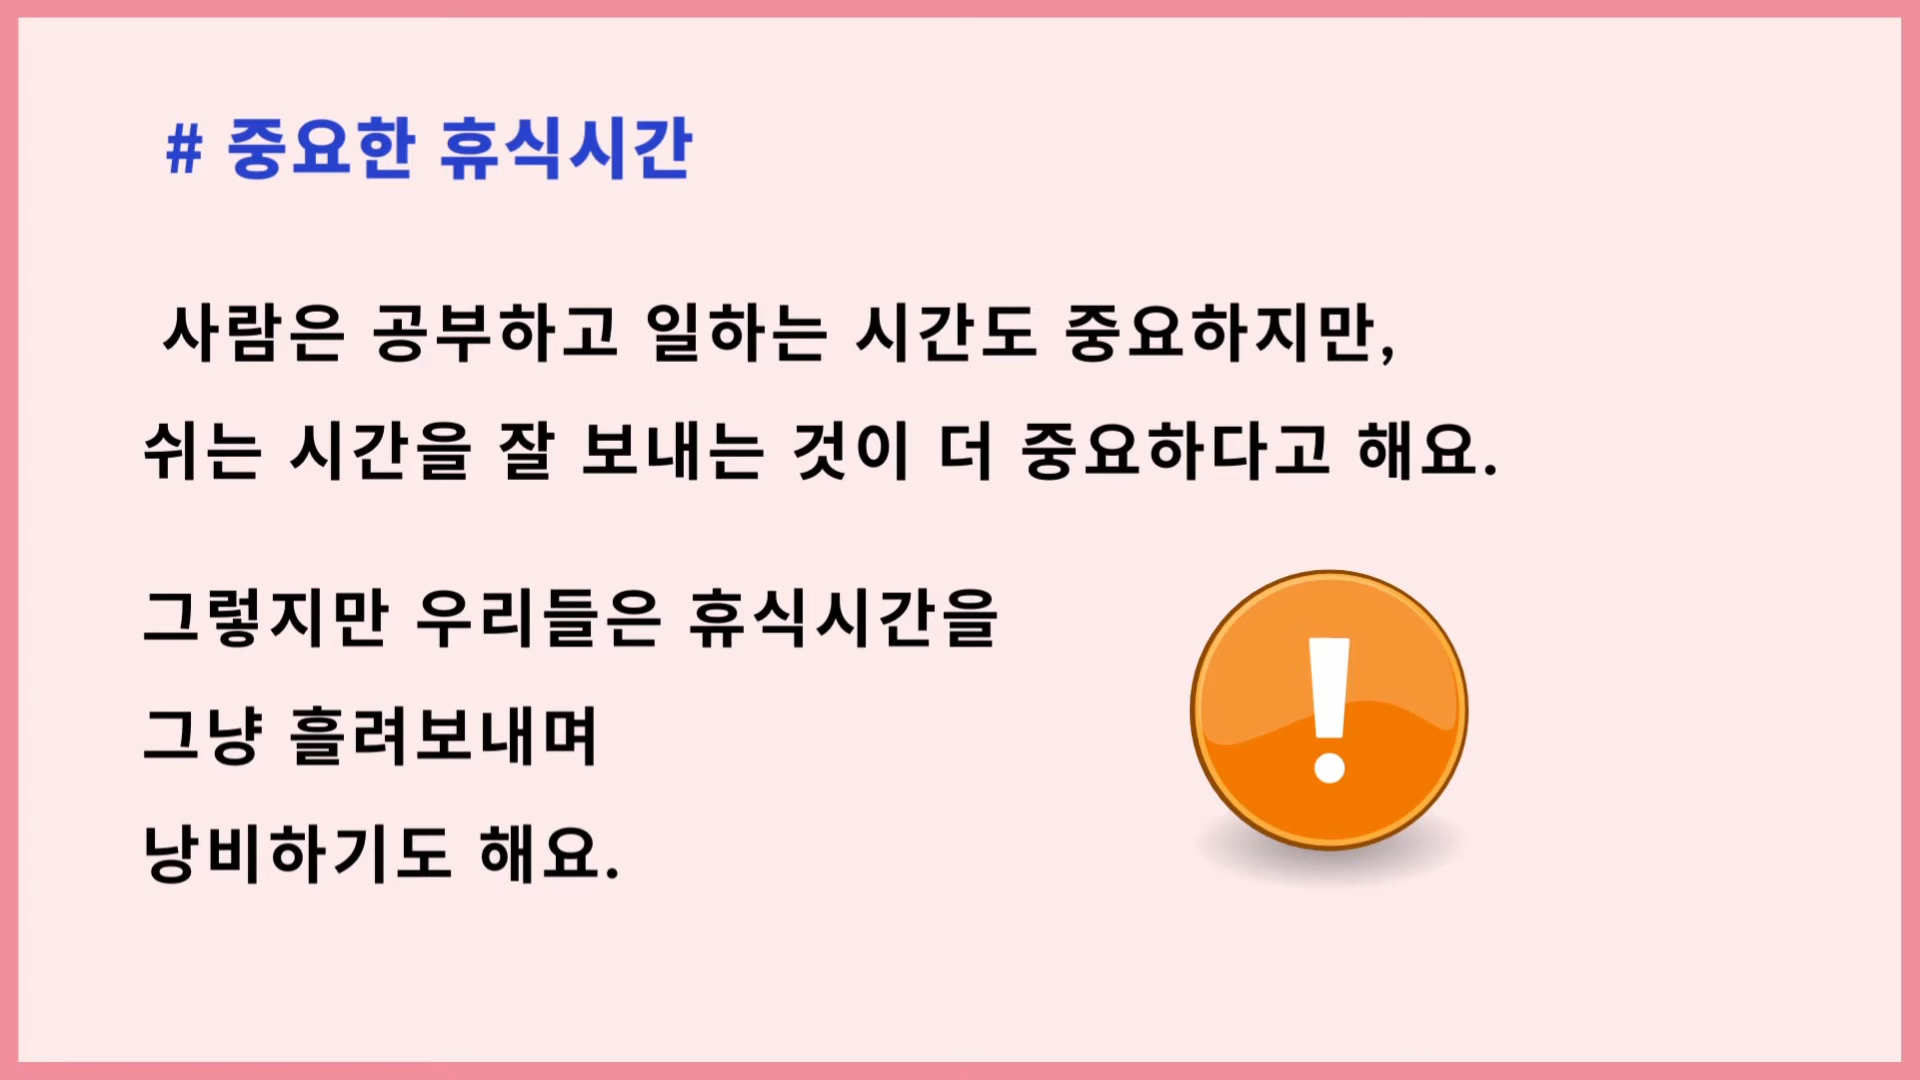 # 중요한 휴식시간
사람은 공부하고 일하는 시간도 중요하지만,
쉬는 시간을 잘 보내는 것이 더 중요하다고 해요.
그렇지만 우리들은 휴식시간을
그냥 흘려보내며
낭비하기도 해요.
!